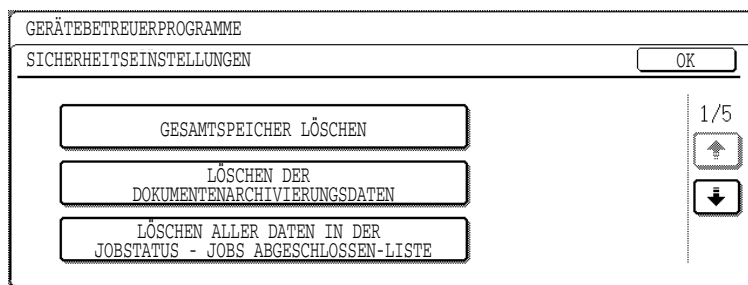 GERÄTEBETREUERPROGRAMME
SICHERHEITSEINSTELLUNGEN
OK
GESAMTSPEICHER LÖSCHEN
1/5
LÖSCHEN DER
DOKUMENTENARCHIVIERUNGSDATEN
LÖSCHEN ALLER DATEN IN DER
JOBSTATUS - JOBS ABGESCHLOSSEN-LISTE